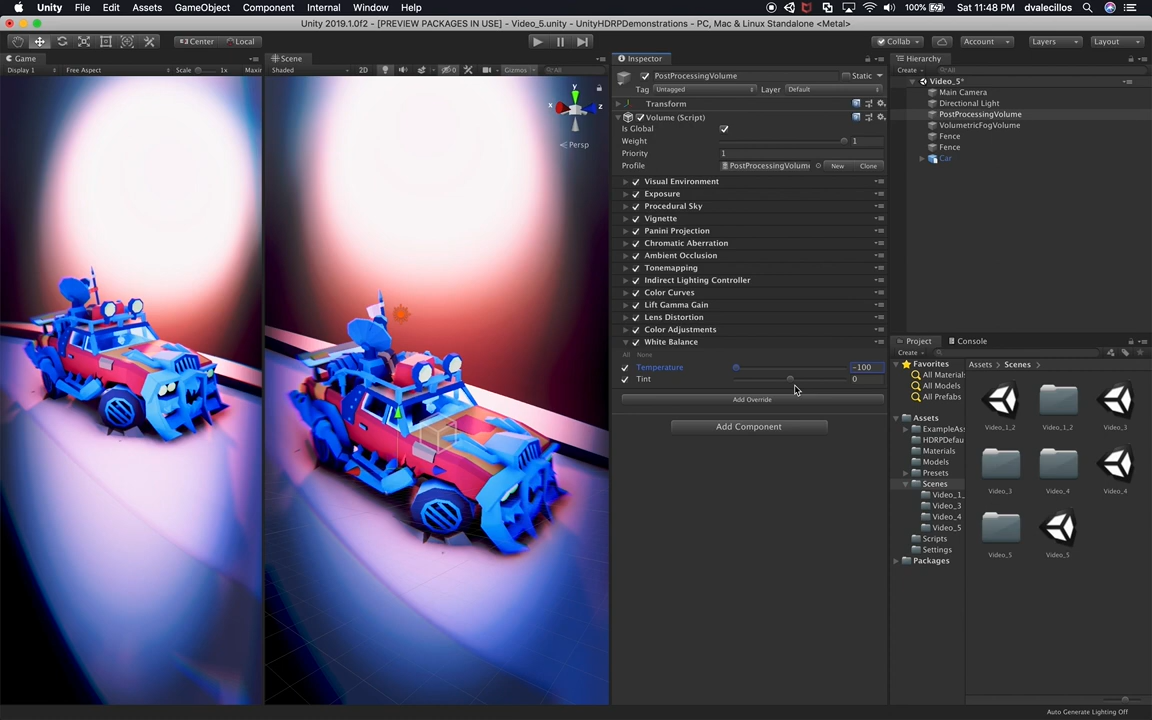 Unity File Edit Assets GameObject Component Internal Window Help 100% Sat 11:48 PM dvalecillos
Unity 2019.1.0f2 - [PREVIEW PACKAGES IN USE] - Video_5.unity - UnityHDRPDemonstrations - PC, Mac & Linux Standalone <Metal>
Center Local Collab Account Layers Layout
Game
Display 1 Free Aspect Scale 1x Maxir
Scene
Shaded 2D 0 Gizmos All
y
x
z
Persp
Inspector
PostProcessingVolume Static
Tag Untagged Layer Default
Transform
Volume (Script)
Is Global
Weight 1
Priority 1
Profile PostProcessingVolume New Clone
Visual Environment
Exposure
Procedural Sky
Vignette
Panini Projection
Chromatic Aberration
Ambient Occlusion
Tonemapping
Indirect Lighting Controller
Color Curves
Lift Gamma Gain
Lens Distortion
Color Adjustments
White Balance
All None
Temperature -100
Tint 0
Add Override
Add Component
Hierarchy
Create All
Video_5*
Main Camera
Directional Light
PostProcessingVolume
VolumetricFogVolume
Fence
Fence
Car
Project Console
Create
Favorites
All Material
All Models
All Prefabs
Assets
ExampleAss
HDRPDefau
Materials
Models
Presets
Scenes
Video_1_
Video_3
Video_4
Video_5
Scripts
Settings
Packages
Assets Scenes
Video_1_2 Video_1_2 Video_3
Video_3 Video_4 Video_4
Video_5 Video_5
Auto Generate Lighting Off